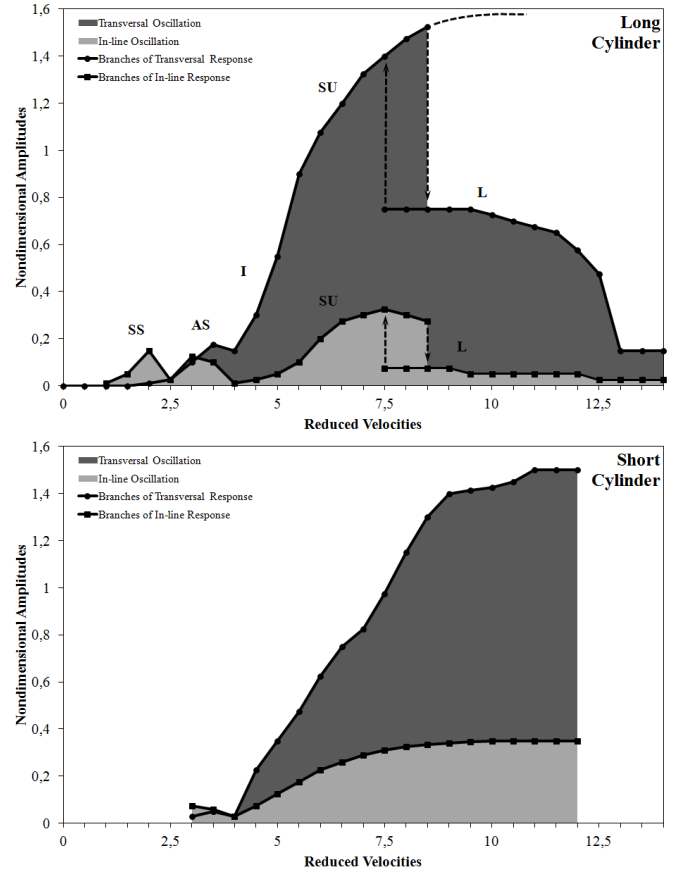 1,6
1,4
1,2
1
0,8
0,6
0,4
0,2
0
Nondimensional Amplitudes
Transversal Oscillation
In-line Oscillation
Branches of Transversal Response
Branches of In-line Response
Long
Cylinder
SU
L
I
SU
SS
AS
L
0
2,5
5
7,5
10
12,5
Reduced Velocities
1,6
1,4
1,2
1
0,8
0,6
0,4
0,2
0
Nondimensional Amplitudes
Transversal Oscillation
In-line Oscillation
Branches of Transversal Response
Branches of In-line Response
Short
Cylinder
0
2,5
5
7,5
10
12,5
Reduced Velocities